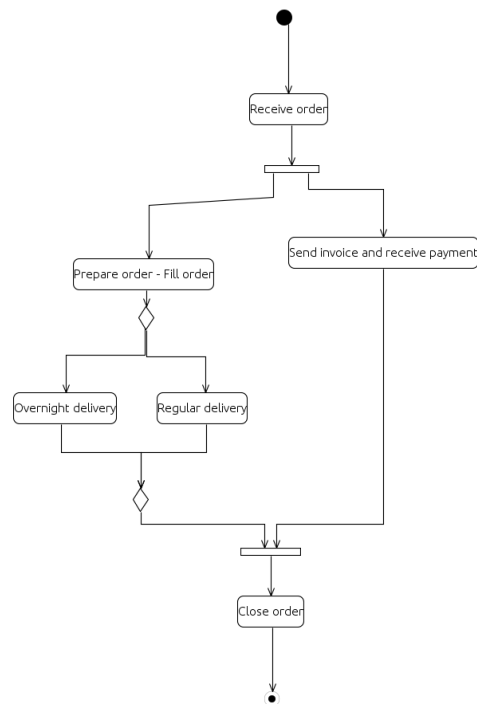 Receive order
Send invoice and receive payment
Prepare order - Fill order
Overnight delivery
Regular delivery
Close order